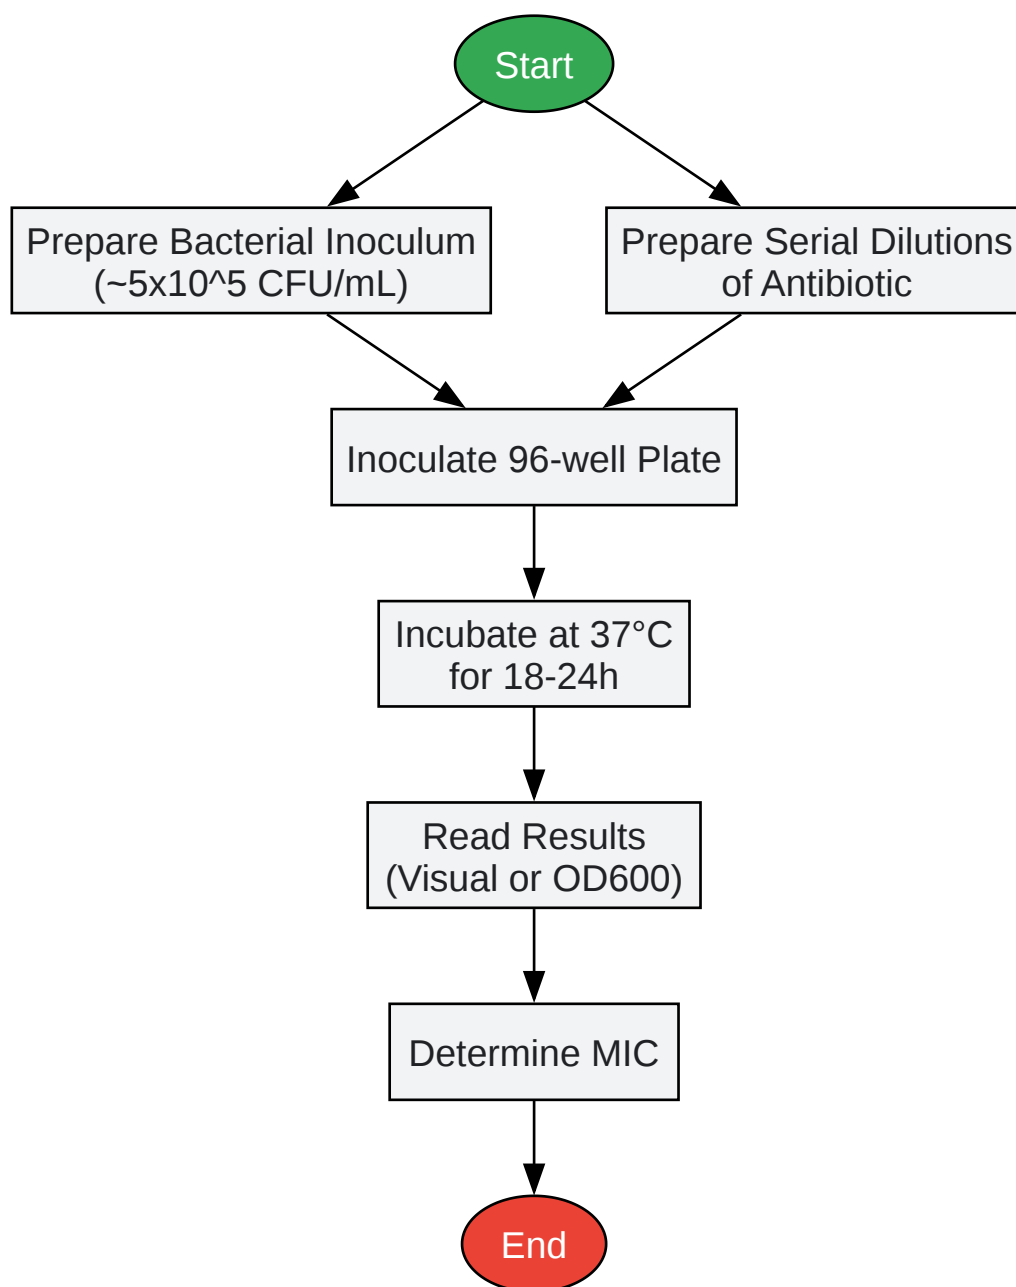 Start
Prepare Bacterial Inoculum
(~5x10^5 CFU/mL)
Prepare Serial Dilutions
of Antibiotic
Inoculate 96-well Plate
Incubate at 37°C
for 18-24h
Read Results
(Visual or OD600)
Determine MIC
End